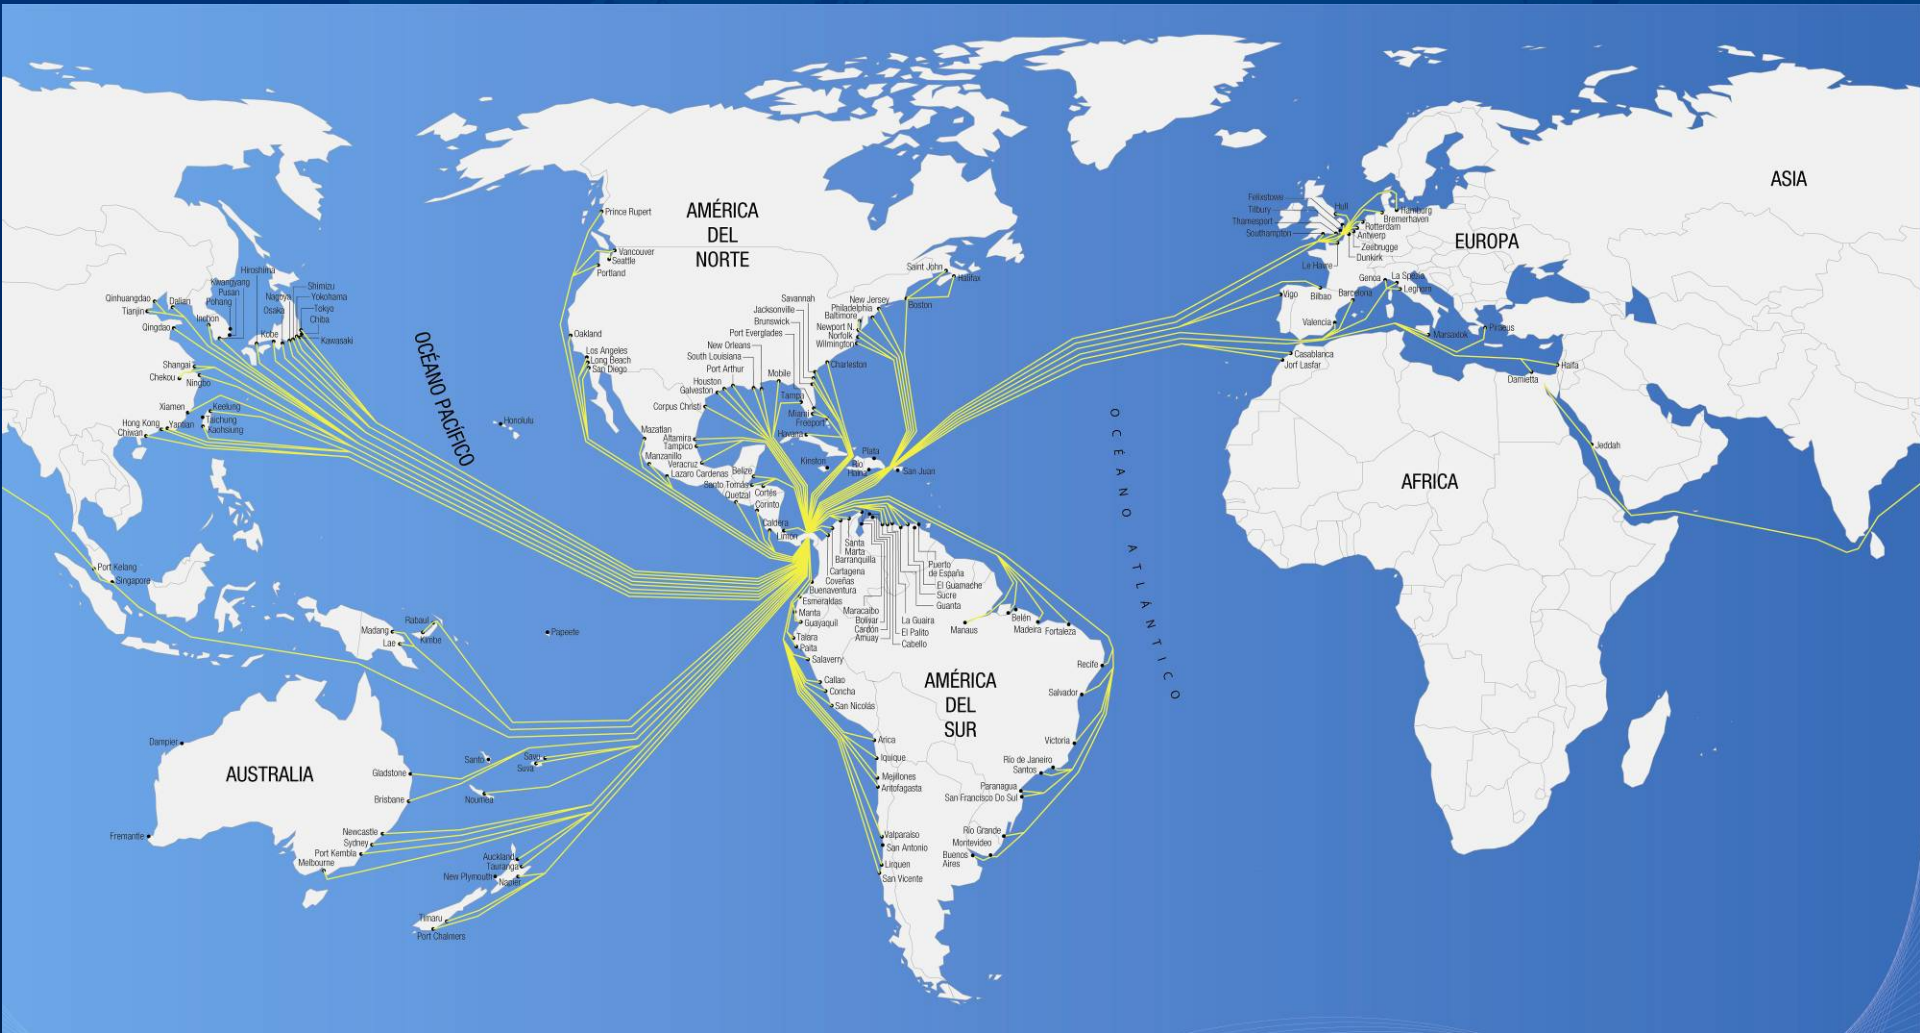 AMÉRICA
DEL
NORTE
ASIA
EUROPA
AFRICA
AUSTRALIA
AMÉRICA
DEL
SUR
OCÉANO PACÍFICO
OCÉANO ATLÁNTICO
Hiroshima
Kwangyang
Pusan
Pohang
Qinhuangdao
Dalian
Tianjin
Inchon
Qingdao
Nagoya
Osaka
Kobe
Shimizu
Yokohama
Tokyo
Chiba
Kawasaki
Shangai
Chekou
Ningbo
Xiamen
Keelung
Taichung
Kaohsiung
Hong Kong
Yantian
Chiwan
Honolulu
Port Kelang
Singapore
Madang
Lae
Rabaul
Kimbe
Papeete
Dampier
Fremantle
Gladstone
Brisbane
Newcastle
Sydney
Port Kembla
Melbourne
Santo
Savu
Suva
Noumea
Auckland
Tauranga
New Plymouth
Napier
Timaru
Port Chalmers
Prince Rupert
Vancouver
Seattle
Portland
Oakland
Los Angeles
Long Beach
San Diego
Mazatlan
Manzanillo
Lazaro Cardenas
Altamira
Tampico
Veracruz
Corpus Christi
Galveston
Houston
Port Arthur
South Louisiana
New Orleans
Mobile
Tampa
Port Everglades
Brunswick
Jacksonville
Savannah
Miami
Freeport
Havana
Charleston
Wilmington
Norfolk
Newport N.
Baltimore
Philadelphia
New Jersey
Boston
Saint John
Halifax
Plata
Rio
Haina
San Juan
Kinston
Belize
Santo Tomás
Cortés
Quetzal
Corinto
Caldera
Limón
Santa
Marta
Barranquilla
Cartagena
Coveñas
Buenaventura
Esmeraldas
Manta
Guayaquil
Talara
Paita
Salaverry
Callao
Concha
San Nicolás
Arica
Iquique
Mejillones
Antofagasta
Valparaíso
San Antonio
Lirquen
San Vicente
Maracaibo
Bolivar
Cardón
Amuay
La Guaira
El Palito
Cabello
Puerto
de España
El Guamache
Sucre
Guanta
Manaus
Belén
Madeira
Fortaleza
Recife
Salvador
Victoria
Río de Janeiro
Santos
Paranagua
San Francisco Do Sul
Rio Grande
Montevideo
Buenos
Aires
Felixstowe
Tilbury
Thamesport
Southampton
Hull
Hamburg
Bremerhaven
Rotterdam
Antwerp
Zeebrugge
Dunkirk
Le Havre
Vigo
Bilbao
Barcelona
Valencia
Genoa
La Spezia
Leghorn
Marsaxlok
Piraeus
Casablanca
Jorf Lasfar
Damietta
Haifa
Jeddah